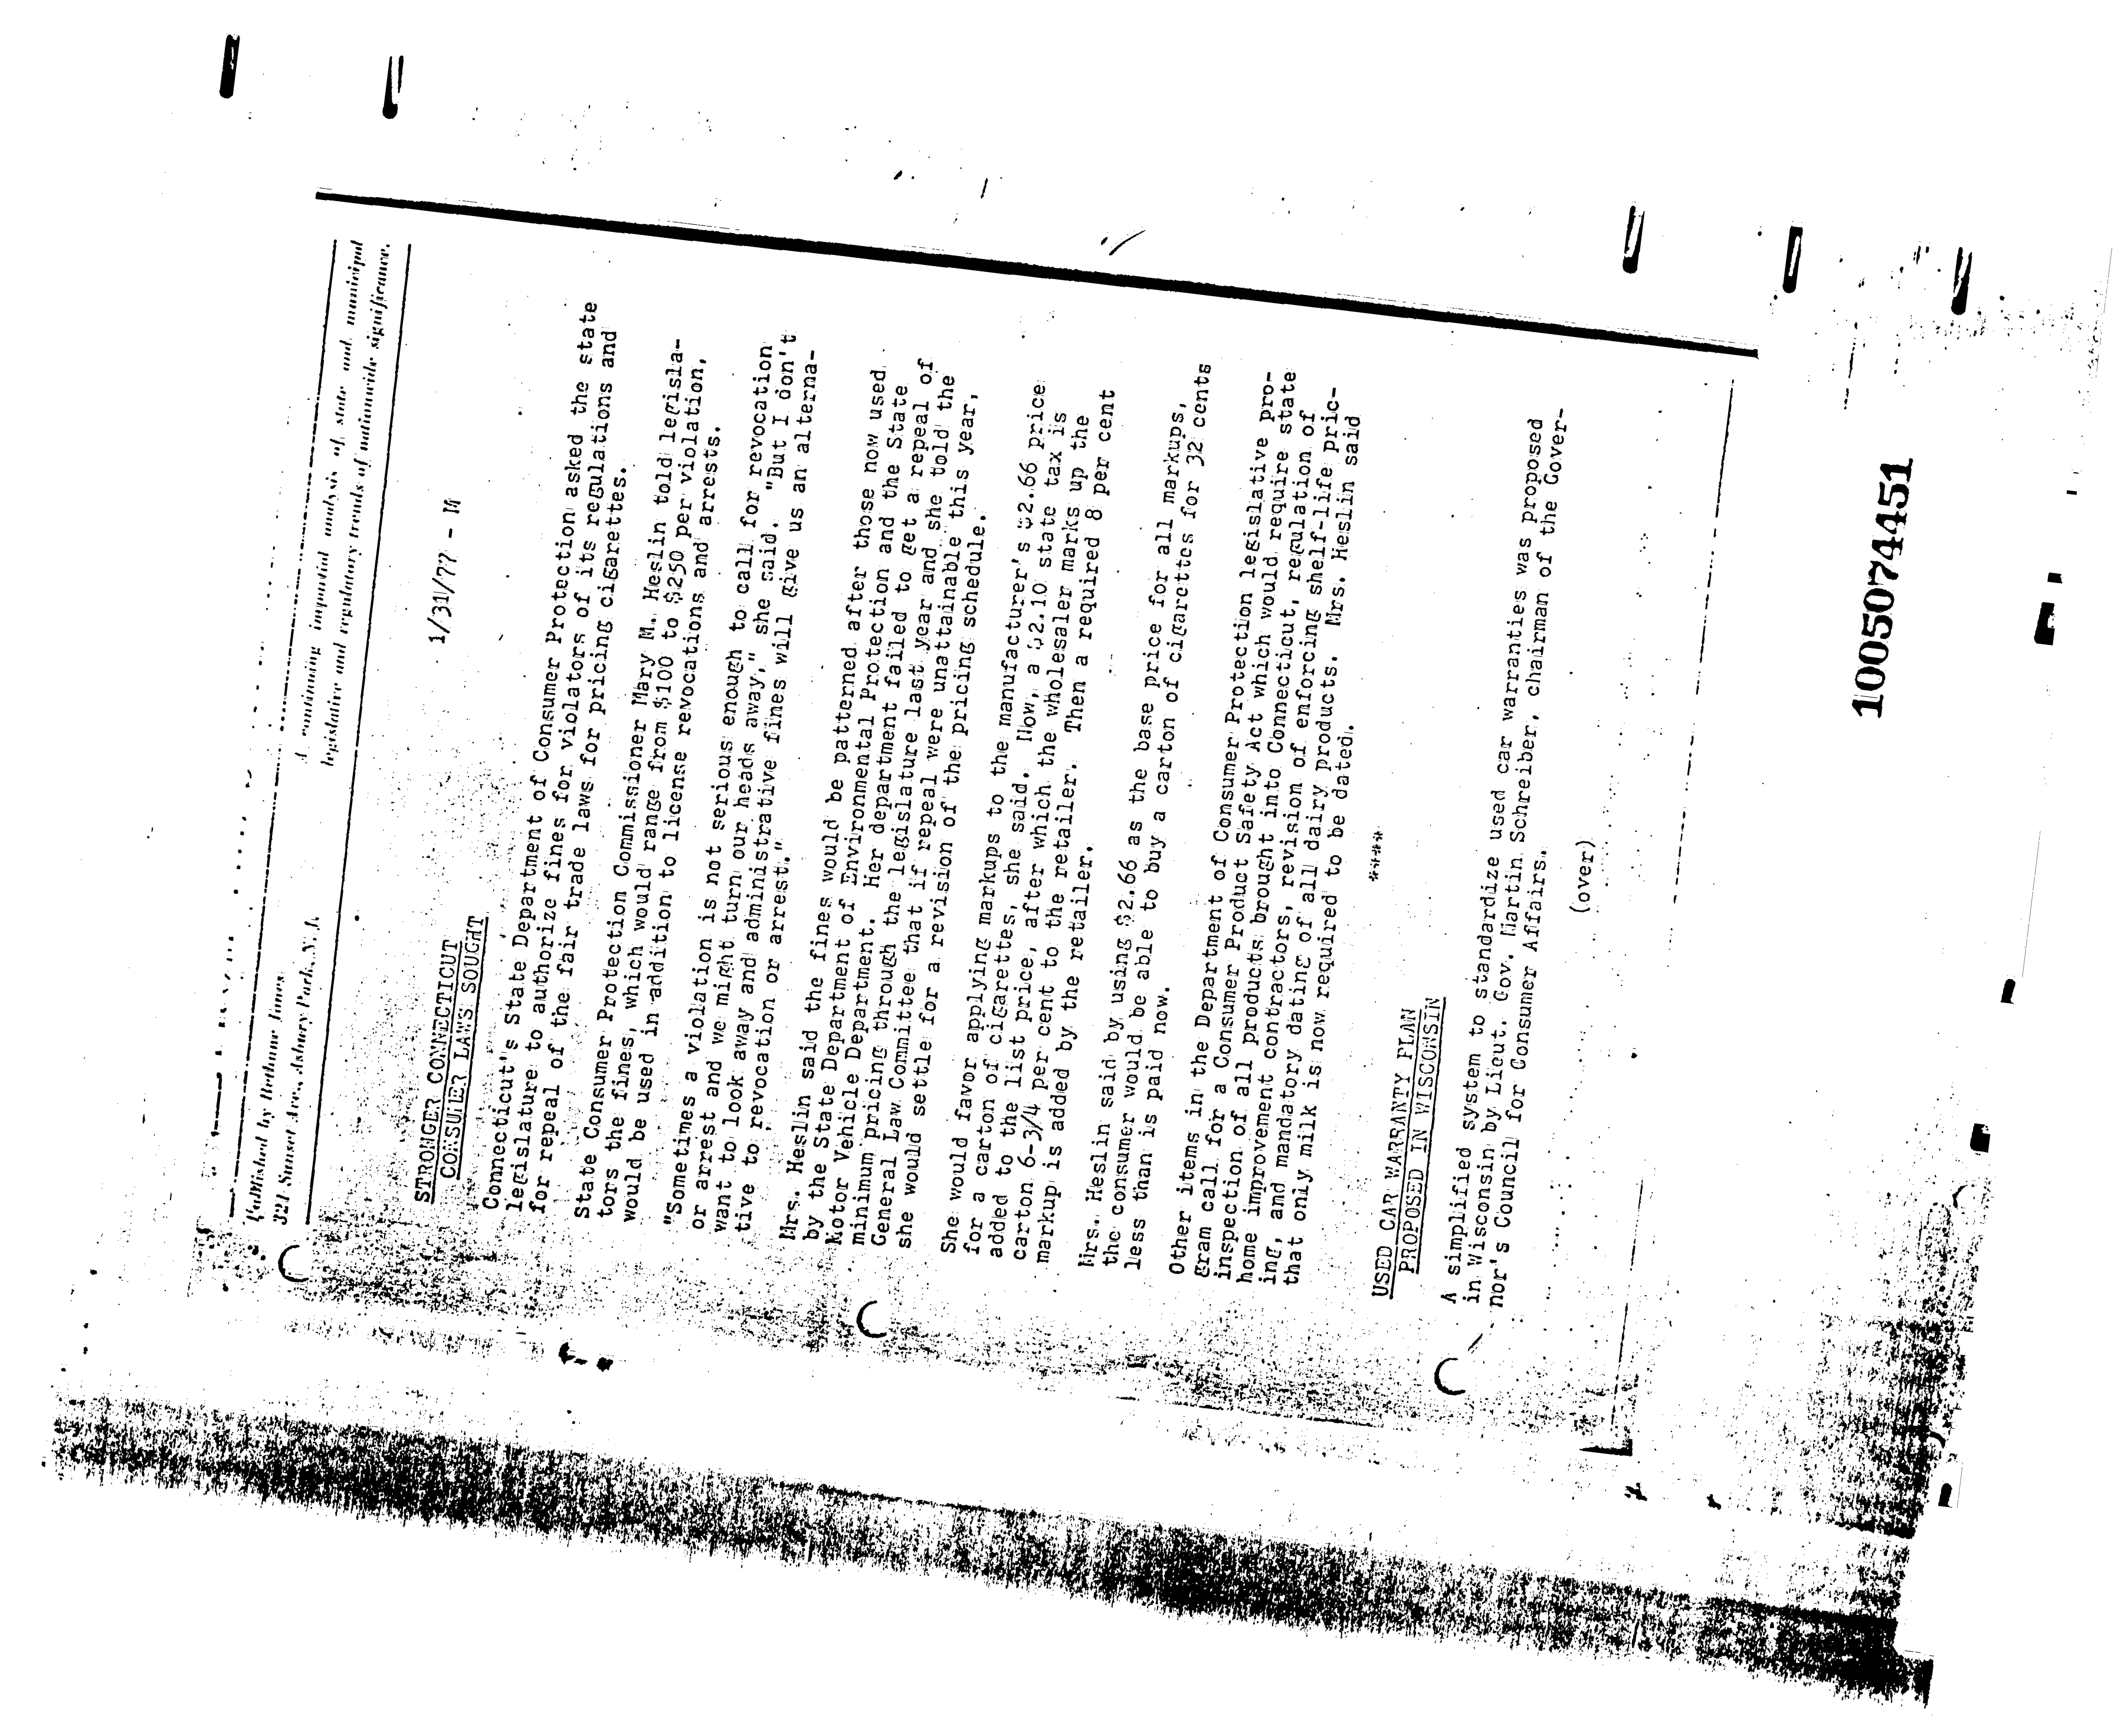 Published by Bethune Jones
321 Sunset Ave., Asbury Park, N. J.
A continuing impartial analysis of state and municipal
legislative and regulatory trends of nationwide significance.
1/31/77 - M
STRONGER CONNECTICUT
CONSUMER LAWS SOUGHT
Connecticut's State Department of Consumer Protection asked the state
legislature to authorize fines for violators of its regulations and
for repeal of the fair trade laws for pricing cigarettes.
State Consumer Protection Commissioner Mary M. Heslin told legisla-
tors the fines, which would range from $100 to $250 per violation,
would be used in addition to license revocations and arrests.
"Sometimes a violation is not serious enough to call for revocation
or arrest and we might turn our heads away," she said. "But I don't
want to look away and administrative fines will give us an alterna-
tive to revocation or arrest."
Mrs. Heslin said the fines would be patterned after those now used
by the State Department of Environmental Protection and the State
Motor Vehicle Department. Her department failed to get a repeal of
minimum pricing through the legislature last year and she told the
General Law Committee that if repeal were unattainable this year,
she would settle for a revision of the pricing schedule.
She would favor applying markups to the manufacturer's $2.66 price
for a carton of cigarettes, she said. Now, a $2.10 state tax is
added to the list price, after which the wholesaler marks up the
carton 6-3/4 per cent to the retailer. Then a required 8 per cent
markup is added by the retailer.
Mrs. Heslin said by using $2.66 as the base price for all markups,
the consumer would be able to buy a carton of cigarettes for 32 cents
less than is paid now.
Other items in the Department of Consumer Protection legislative pro-
gram call for a Consumer Product Safety Act which would require state
inspection of all products brought into Connecticut, regulation of
home improvement contractors, revision of enforcing shelf-life pric-
ing, and mandatory dating of all dairy products. Mrs. Heslin said
that only milk is now required to be dated.
****
USED CAR WARRANTY PLAN
PROPOSED IN WISCONSIN
A simplified system to standardize used car warranties was proposed
in Wisconsin by Lieut. Gov. Martin Schreiber, chairman of the Gover-
nor's Council for Consumer Affairs.
(over)
1005074451